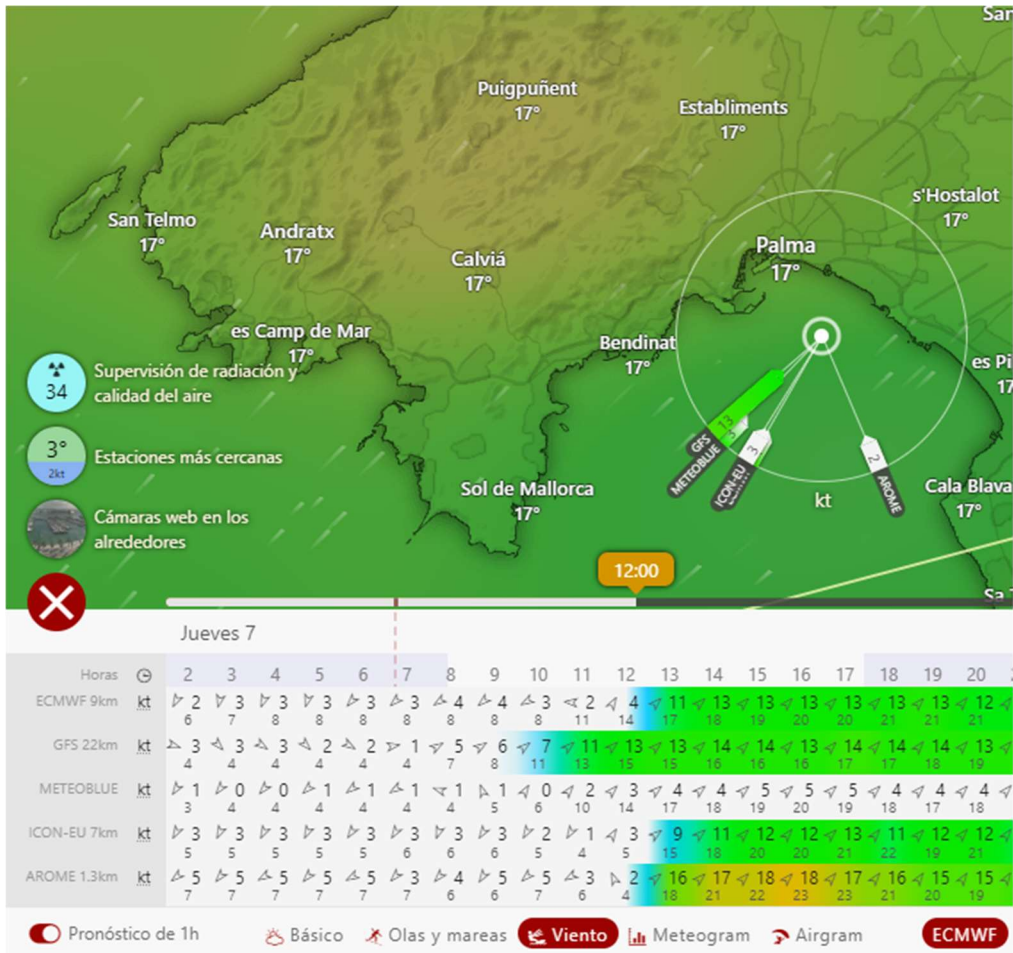 San
Puigpuñent
17°
Establiments
17°
s'Hostalot
17°
San Telmo
17°
Andratx
17°
Palma
17°
Calviá
17°
es Camp de Mar
17°
Bendinat
17°
es Pi
17
34
Supervisión de radiación y
calidad del aire
13
3
GFS
METEOBLUE
3
ICON-EU
2
AROME
3°
2kt
Estaciones más cercanas
kt
Sol de Mallorca
17°
Cala Blava
17°
Cámaras web en los
alrededores
12:00
Sa
Jueves 7
Horas 2 3 4 5 6 7 8 9 10 11 12 13 14 15 16 17 18 19 20
ECMWF 9km kt 2 3 3 3 3 3 4 4 3 2 4 11 13 13 13 13 13 13 12
6 7 8 8 8 8 8 8 8 11 14 17 18 19 20 20 21 21 21
GFS 22km kt 3 3 3 2 2 1 5 6 7 11 13 13 14 14 14 14 14 14 13
4 4 4 4 4 4 7 8 11 13 15 15 16 16 16 17 17 18 19
METEOBLUE kt 1 0 0 1 1 1 1 1 0 2 3 4 4 5 5 5 4 4 4
3 4 4 4 4 4 4 5 6 10 14 17 18 19 20 19 18 17 18
ICON-EU 7km kt 3 3 3 3 3 3 3 3 2 1 3 9 11 12 12 13 11 12 12
5 5 5 5 5 6 6 6 5 4 5 15 18 20 20 21 22 19 21
AROME 1.3km kt 5 5 5 5 5 3 4 5 5 3 2 16 17 18 18 17 16 15 15
7 7 7 7 7 7 6 7 7 6 4 18 21 22 23 23 21 20 19
Pronóstico de 1h Básico Olas y mareas Viento Meteogram Airgram ECMWF